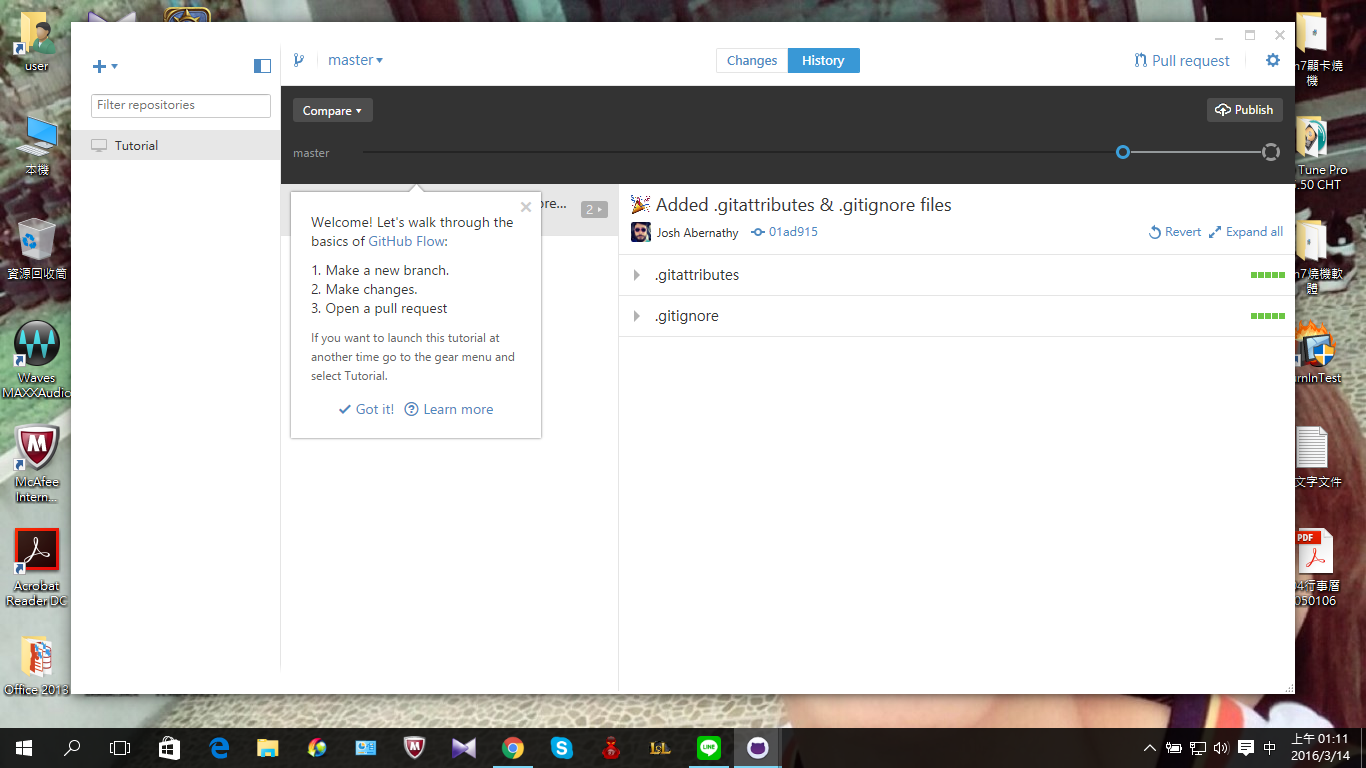 user
本機
資源回收筒
Waves
MAXXAudio
McAfee
Intern...
Acrobat
Reader DC
Office 2013
Filter repositories
Tutorial
master
Changes
History
Pull request
Compare
Publish
master
ore...
2
Welcome! Let's walk through the
basics of GitHub Flow:
1. Make a new branch.
2. Make changes.
3. Open a pull request
If you want to launch this tutorial at
another time go to the gear menu and
select Tutorial.
Got it!
Learn more
Added .gitattributes & .gitignore files
Josh Abernathy
01ad915
Revert
Expand all
.gitattributes
.gitignore
n7顯卡燒
機
Tune Pro
.50 CHT
n7燒機軟
體
rnInTest
文字文件
PDF
4行事曆
050106
LoL
LINE
中
上午 01:11
2016/3/14